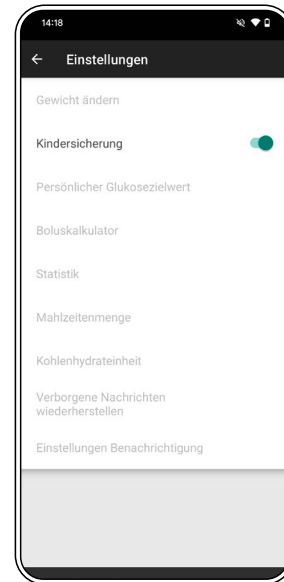 14:18
Einstellungen
Gewicht ändern
Kindersicherung
Persönlicher Glukosezielwert
Boluskalkulator
Statistik
Mahlzeitenmenge
Kohlenhydrateinheit
Verborgene Nachrichten
wiederherstellen
Einstellungen Benachrichtigung